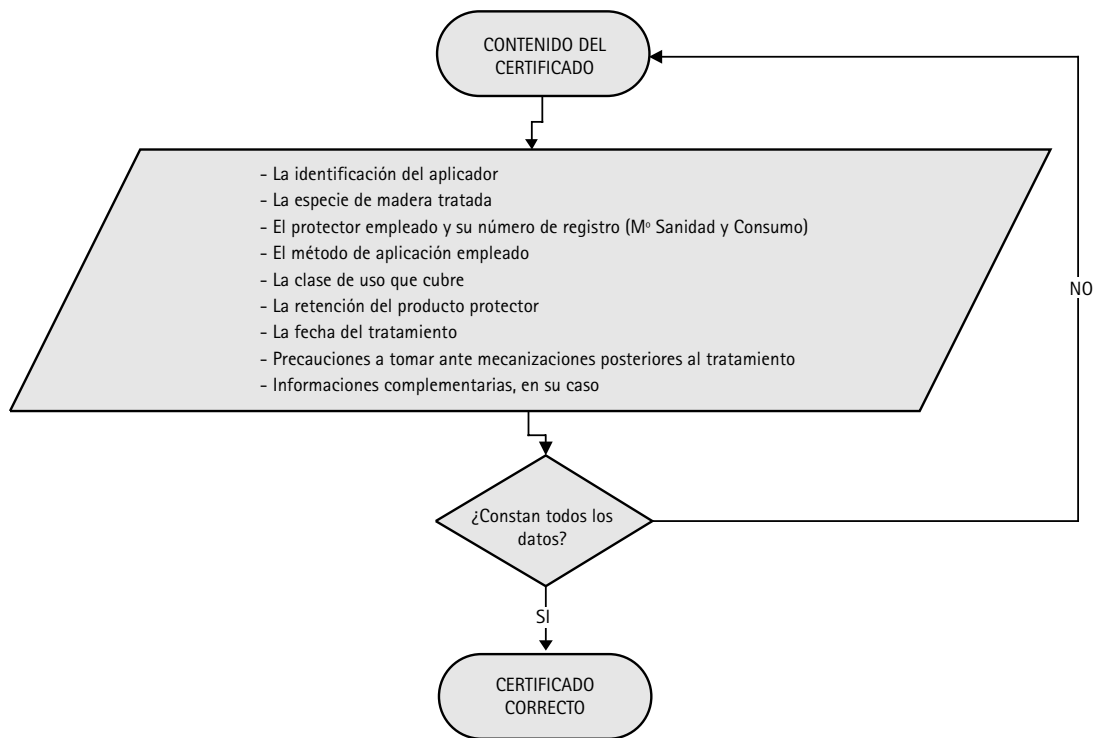 CONTENIDO DEL
CERTIFICADO
- La identificación del aplicador
- La especie de madera tratada
- El protector empleado y su número de registro (Mº Sanidad y Consumo)
- El método de aplicación empleado
- La clase de uso que cubre
- La retención del producto protector
- La fecha del tratamiento
- Precauciones a tomar ante mecanizaciones posteriores al tratamiento
- Informaciones complementarias, en su caso
NO
¿Constan todos los
datos?
SI
CERTIFICADO
CORRECTO